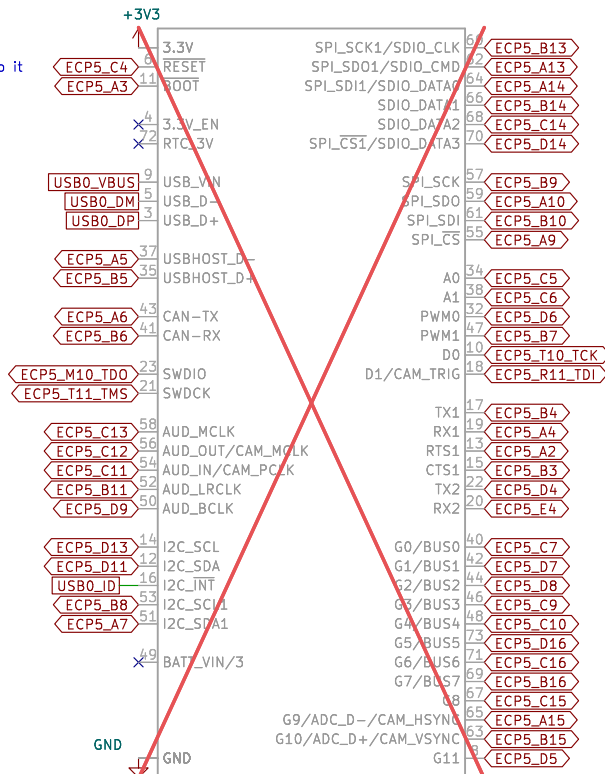 +3V3
o it
3.3V
SPI_SCK1/SDIO_CLK 60 ECP5_B13
ECP5_C4 6 RESET
SPI_SDO1/SDIO_CMD 62 ECP5_A13
ECP5_A3 11 BOOT
SPI_SDI1/SDIO_DATA0 64 ECP5_A14
SDIO_DATA1 66 ECP5_B14
4 3.3V_EN
SDIO_DATA2 68 ECP5_C14
72 RTC_3V
SPI_CS1/SDIO_DATA3 70 ECP5_D14
USB0_VBUS 9 USB_VIN
SPI_SCK 57 ECP5_B9
USB0_DM 5 USB_D-
SPI_SDO 59 ECP5_A10
USB0_DP 3 USB_D+
SPI_SDI 61 ECP5_B10
SPI_CS 55 ECP5_A9
ECP5_A5 37 USBHOST_D-
ECP5_B5 35 USBHOST_D+
A0 34 ECP5_C5
A1 38 ECP5_C6
ECP5_A6 43 CAN-TX
PWM0 32 ECP5_D6
ECP5_B6 41 CAN-RX
PWM1 47 ECP5_B7
D0 10 ECP5_T10_TCK
ECP5_M10_TDO 23 SWDIO
D1/CAM_TRIG 18 ECP5_R11_TDI
ECP5_T11_TMS 21 SWDCK
TX1 17 ECP5_B4
ECP5_C13 58 AUD_MCLK
RX1 19 ECP5_A4
ECP5_C12 56 AUD_OUT/CAM_MCLK
RTS1 13 ECP5_A2
ECP5_C11 54 AUD_IN/CAM_PCLK
CTS1 15 ECP5_B3
ECP5_B11 52 AUD_LRCLK
TX2 22 ECP5_D4
ECP5_D9 50 AUD_BCLK
RX2 20 ECP5_E4
ECP5_D13 14 I2C_SCL
G0/BUS0 40 ECP5_C7
ECP5_D11 12 I2C_SDA
G1/BUS1 42 ECP5_D7
USB0_ID 16 I2C_INT
G2/BUS2 44 ECP5_D8
ECP5_B8 53 I2C_SCL1
G3/BUS3 46 ECP5_C9
ECP5_A7 51 I2C_SDA1
G4/BUS4 48 ECP5_C10
G5/BUS5 73 ECP5_D16
49 BATT_VIN/3
G6/BUS6 71 ECP5_C16
G7/BUS7 69 ECP5_B16
G8 67 ECP5_C15
G9/ADC_D-/CAM_HSYNC 65 ECP5_A15
G10/ADC_D+/CAM_VSYNC 63 ECP5_B15
GND
GND
G11 8 ECP5_D5